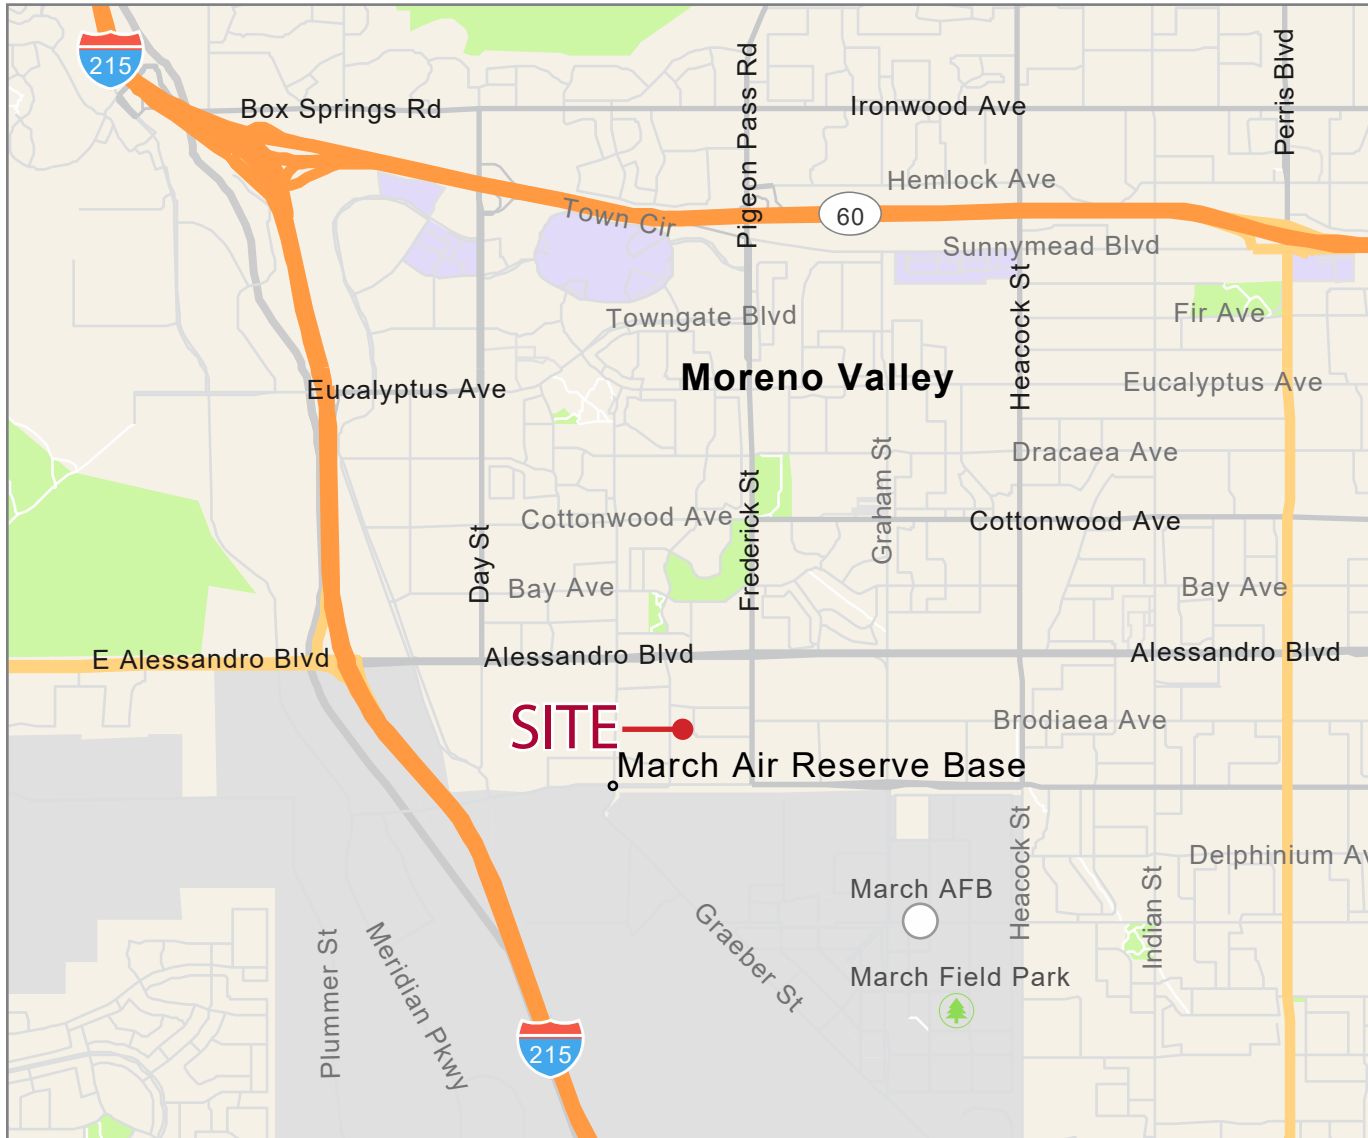 215
Box Springs Rd
Pigeon Pass Rd
Ironwood Ave
Perris Blvd
Hemlock Ave
Town Cir
60
Sunnymead Blvd
Heacock St
Towngate Blvd
Fir Ave
Moreno Valley
Eucalyptus Ave
Eucalyptus Ave
Graham St
Dracaea Ave
Day St
Cottonwood Ave
Frederick St
Cottonwood Ave
Bay Ave
Bay Ave
E Alessandro Blvd
Alessandro Blvd
Alessandro Blvd
SITE
Brodiaea Ave
March Air Reserve Base
Heacock St
Delphinium Av
March AFB
Indian St
Graeber St
Plummer St
Meridian Pkwy
March Field Park
215